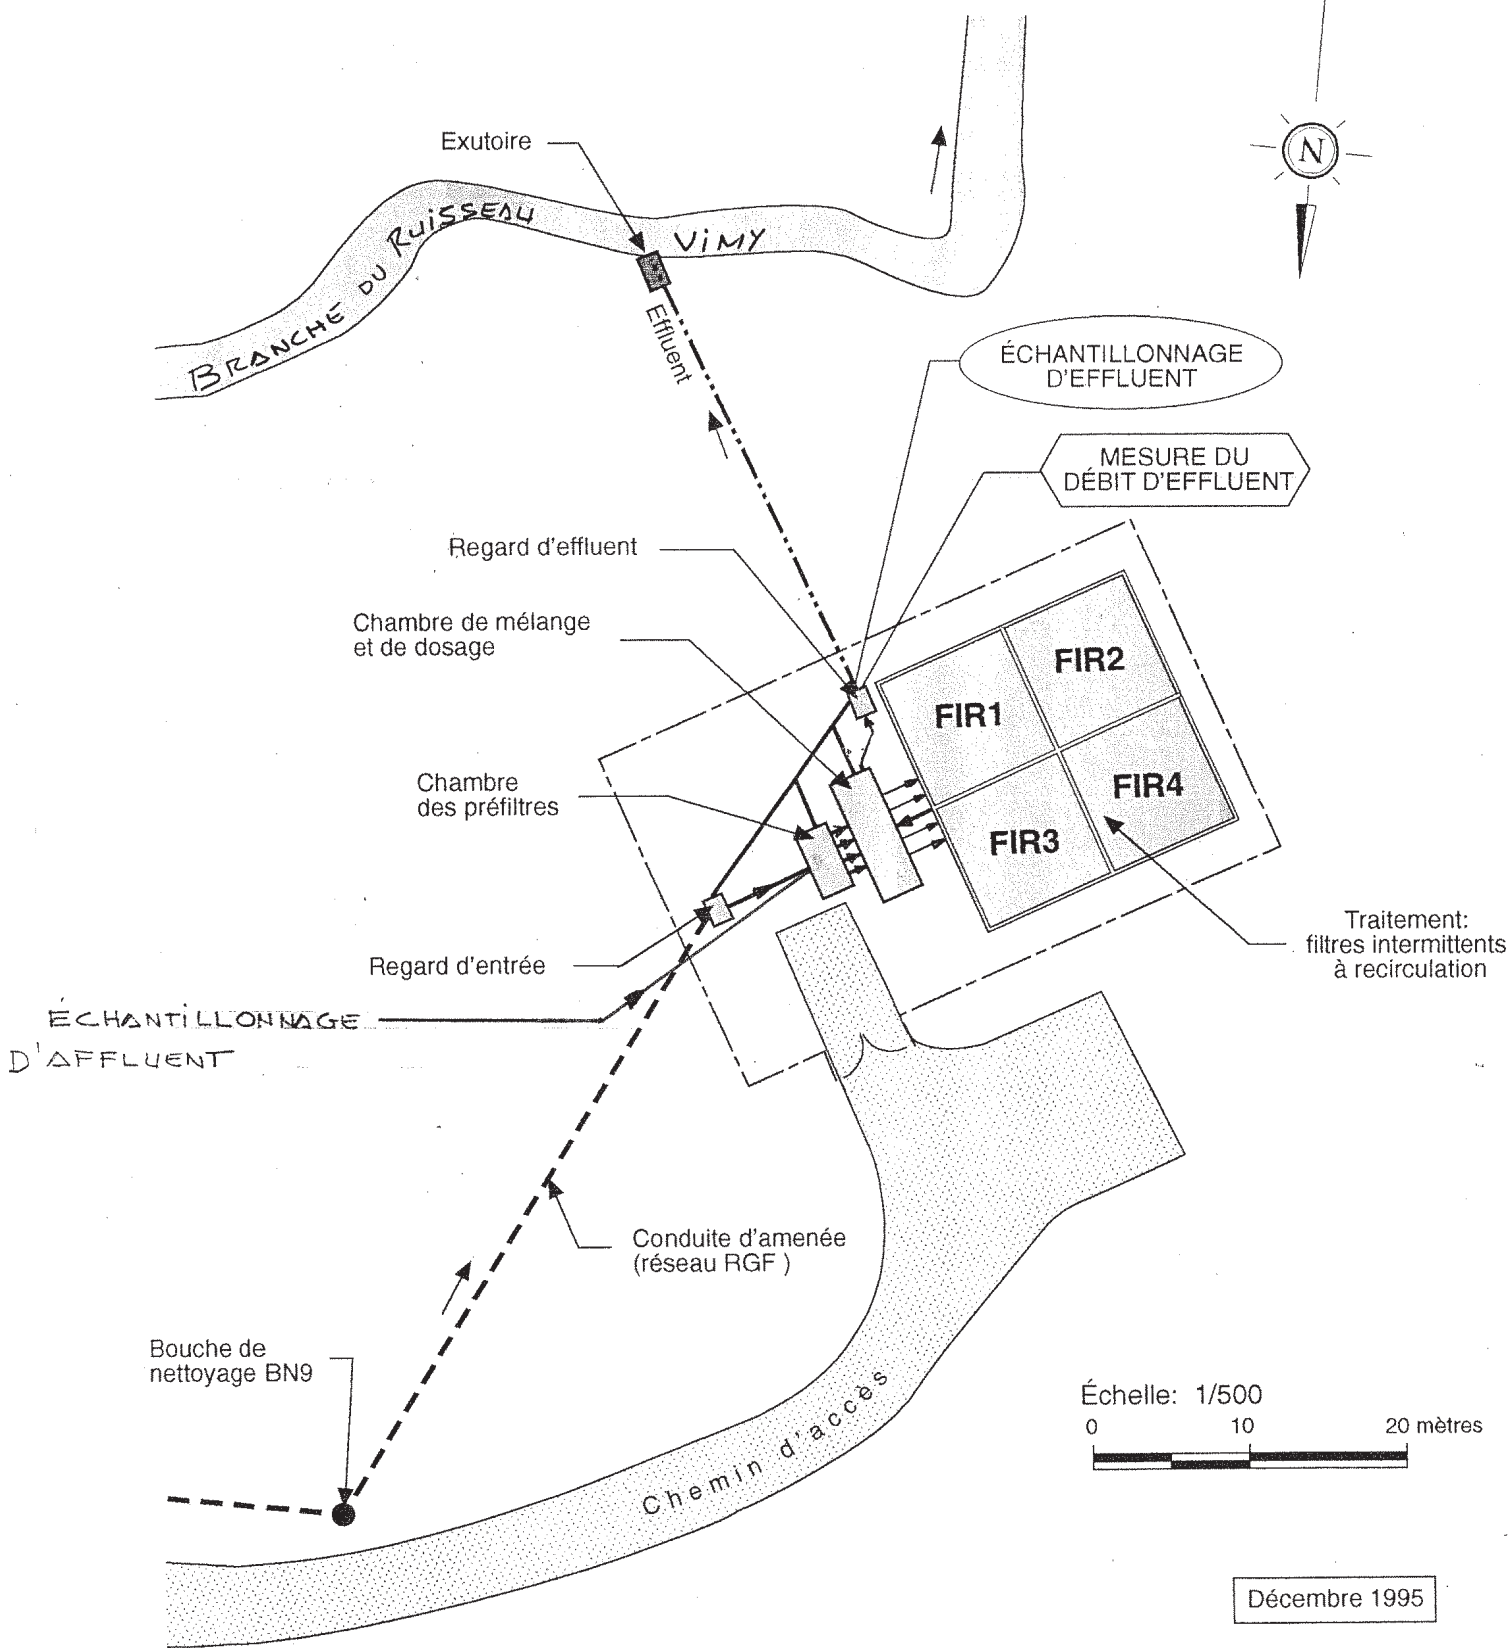 Exutoire
N
BRANCHE DU RUISSEAU VIMY
Effluent
ÉCHANTILLONNAGE
D'EFFLUENT
MESURE DU
DÉBIT D'EFFLUENT
Regard d'effluent
Chambre de mélange
et de dosage
FIR2
FIR1
Chambre
des préfiltres
FIR4
FIR3
Traitement:
filtres intermittents
à recirculation
Regard d'entrée
ÉCHANTILLONNAGE
D'AFFLUENT
Conduite d'amenée
(réseau RGF )
Bouche de
nettoyage BN9
Chemin d'accès
Échelle: 1/500
0 10 20 mètres
Décembre 1995